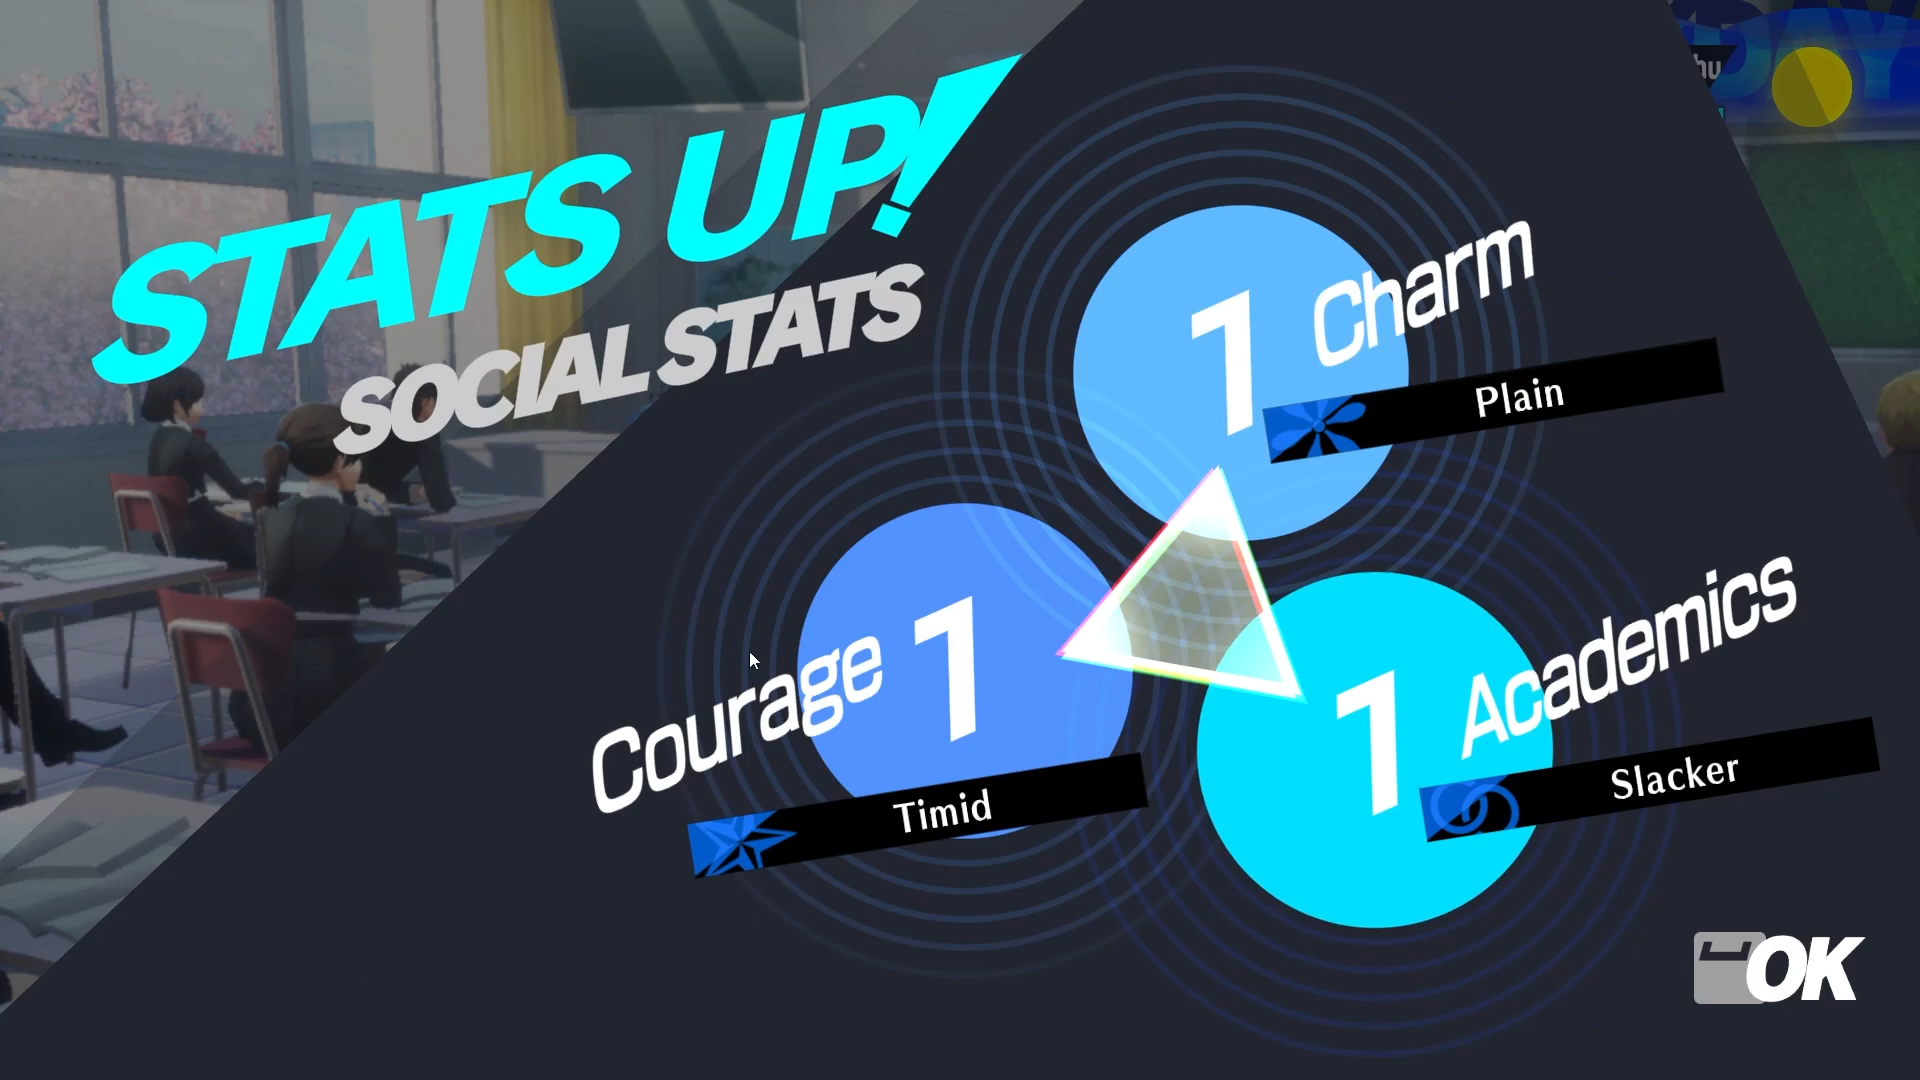 STATS UP!
SOCIAL STATS
1 Charm
Plain
Courage 1
Timid
1 Academics
Slacker
OK